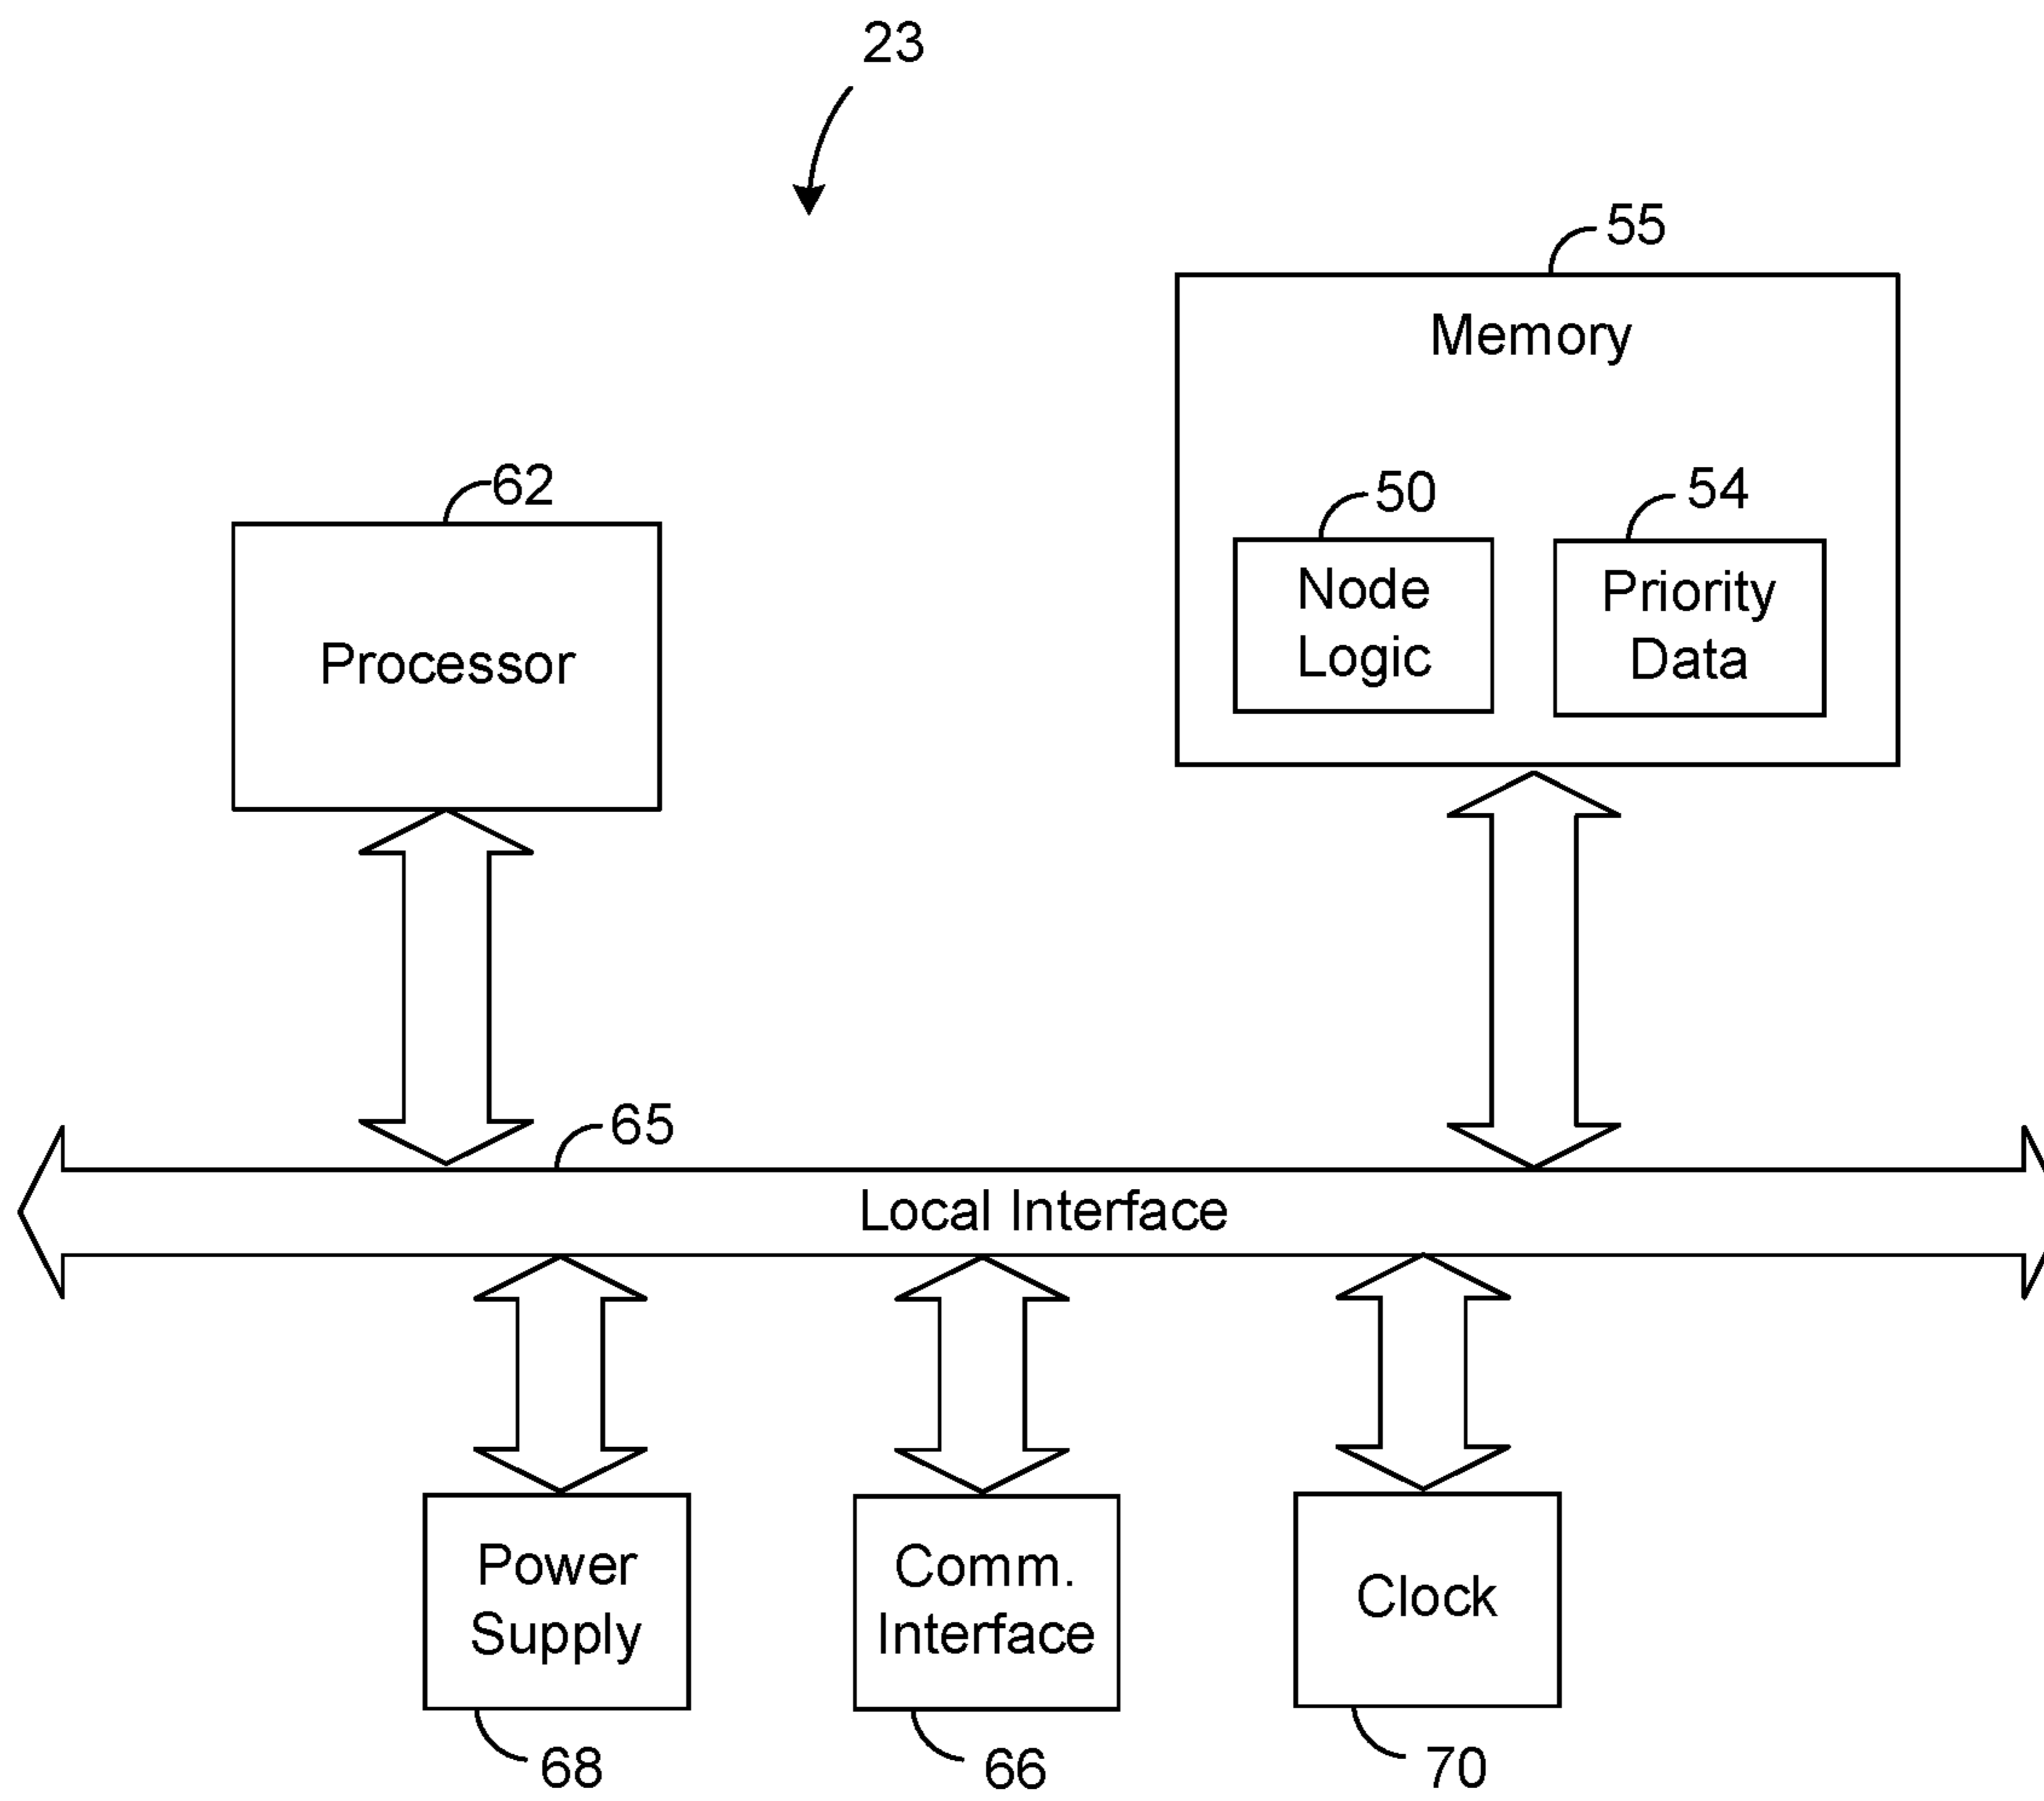 23
55
Memory
62
50
54
Node
Logic
Priority
Data
Processor
65
Local Interface
Power
Supply
Comm.
Interface
Clock
68
66
70